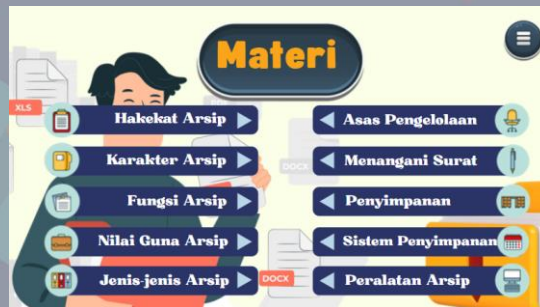 Materi
XLS
Hakekat Arsip
Karakter Arsip
Fungsi Arsip
Nilai Guna Arsip
Jenis-jenis Arsip
Asas Pengelolaan
DOCX
Menangani Surat
Penyimpanan
Sistem Penyimpanan
DOCX
Peralatan Arsip